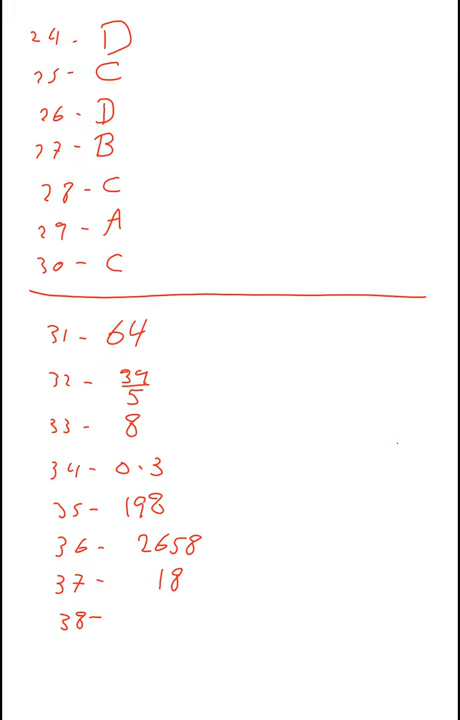 24 - D
25 - C
26 - D
27 - B
28 - C
29 - A
30 - C
31 - 64
32 - 39/5
33 - 8
34 - 0.3
35 - 198
36 - 2658
37 - 18
38 -